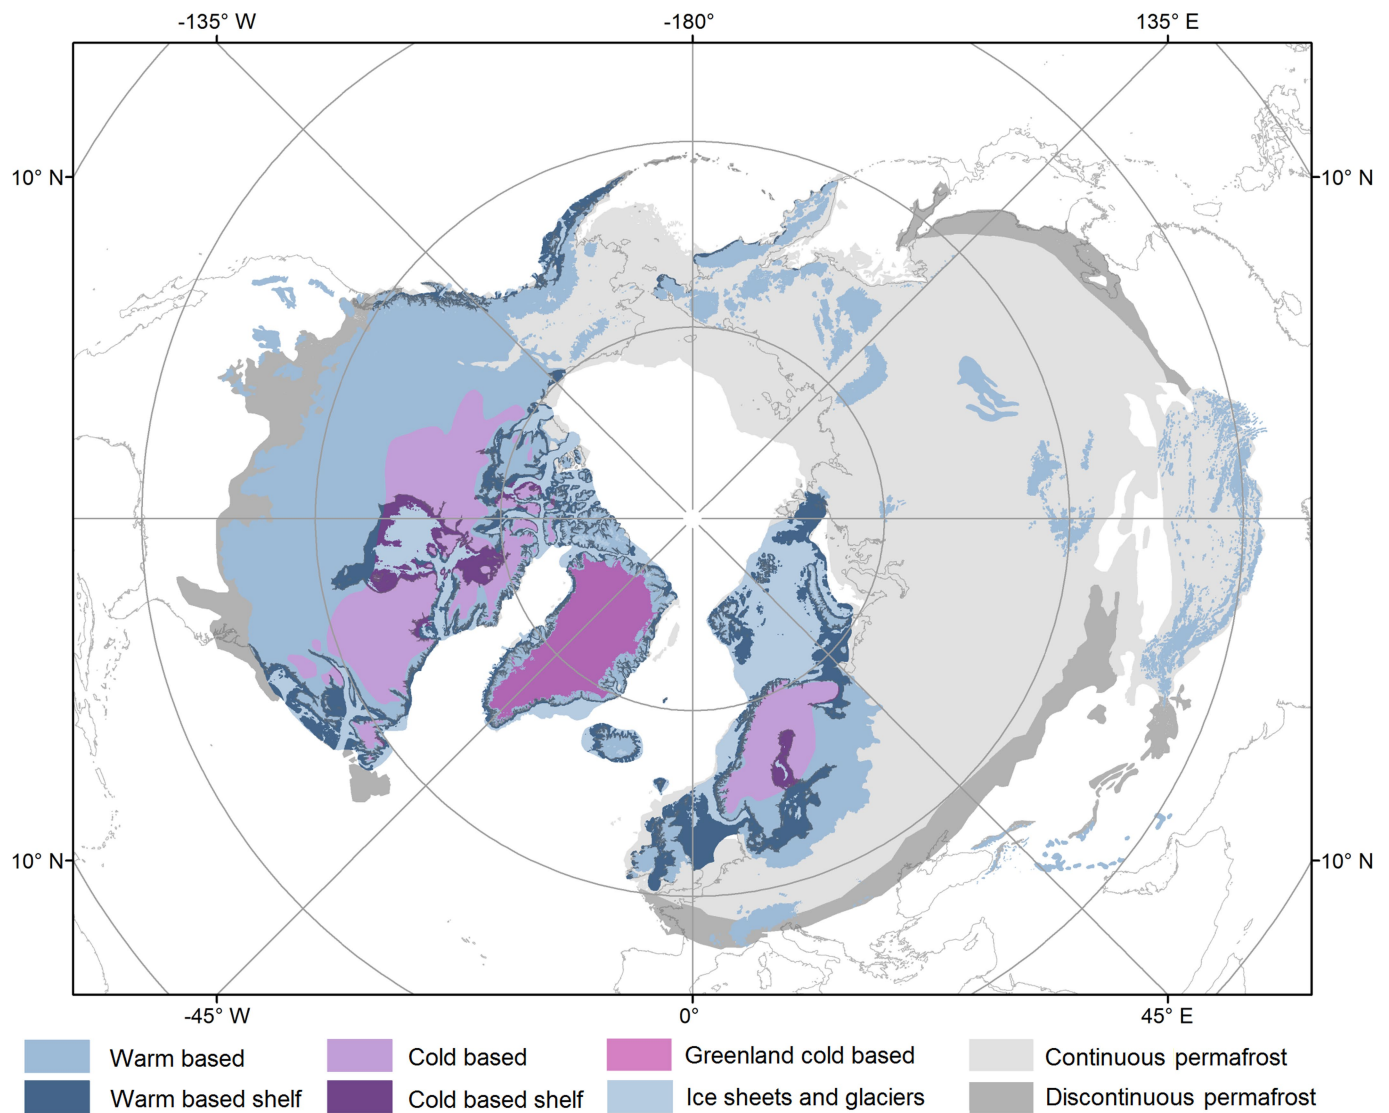 -135° W -180° 135° E
10° N 10° N
10° N 10° N
-45° W 0° 45° E
Warm based Cold based Greenland cold based Continuous permafrost
Warm based shelf Cold based shelf Ice sheets and glaciers Discontinuous permafrost